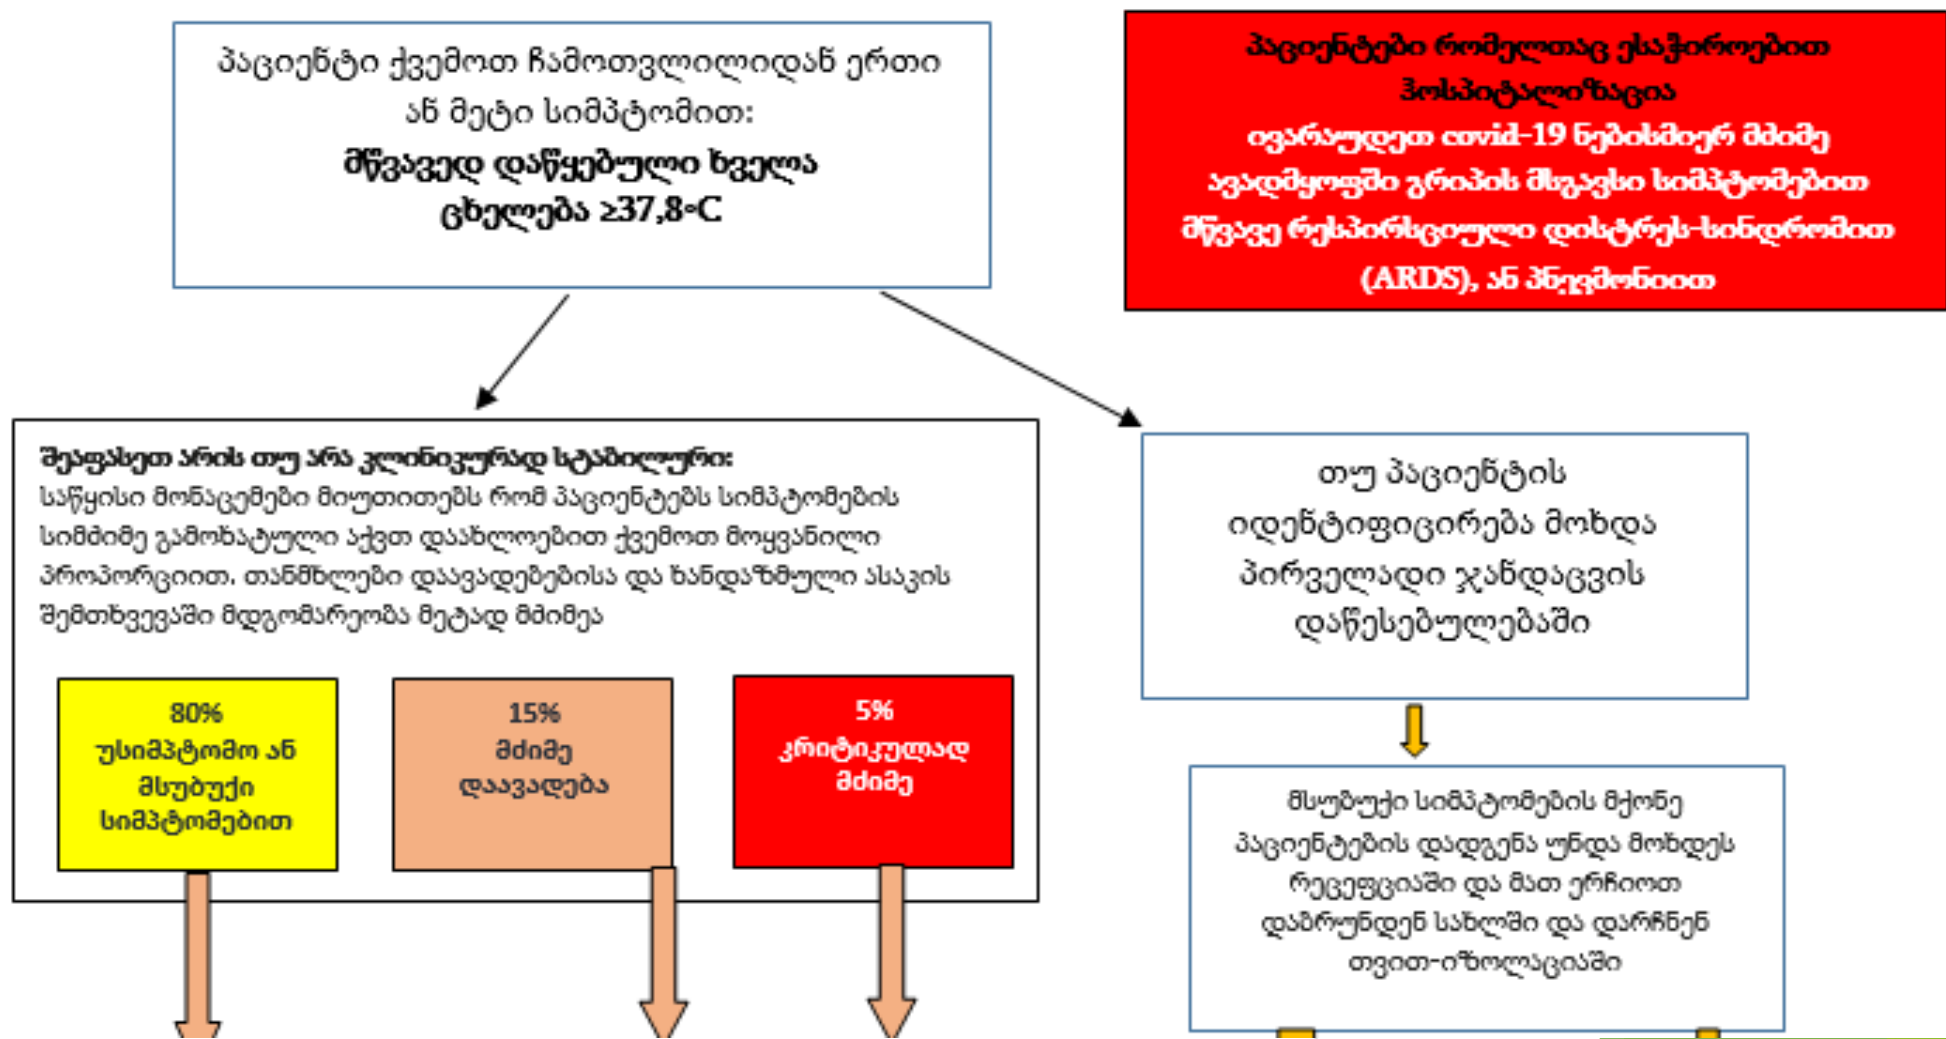 პაციენტი ქვემოთ ჩამოთვლილიდან ერთი
ან მეტი სიმპტომით:
მწვავედ დაწყებული ხველა
ცხელება ≥37,8◦C
პაციენტები რომელთაც ესაჭიროებით
ჰოსპიტალიზაცია
ივარაუდეთ covid-19 ნებისმიერ მძიმე
ავადმყოფში გრიპის მსგავსი სიმპტომებით
მწვავე რესპირსციული დისტრეს-სინდრომით
(ARDS), ან პნევმონიით
შეაფასეთ არის თუ არა კლინიკურად სტაბილური:
საწყისი მონაცემები მიუთითებს რომ პაციენტებს სიმპტომების
სიმძიმე გამოხატული აქვთ დაახლოებით ქვემოთ მოყვანილი
პროპორციით. თანმხლები დაავადებებისა და ხანდაზმული ასაკის
შემთხვევაში მდგომარეობა მეტად მძიმეა
80%
უსიმპტომო ან
მსუბუქი
სიმპტომებით
15%
მძიმე
დაავადება
5%
კრიტიკულად
მძიმე
თუ პაციენტის
იდენტიფიცირება მოხდა
პირველადი ჯანდაცვის
დაწესებულებაში
მსუბუქი სიმპტომების მქონე
პაციენტების დადგენა უნდა მოხდეს
რეცეფციაში და მათ ერჩიოთ
დაბრუნდენ სახლში და დარჩნენ
თვით-იზოლაციაში